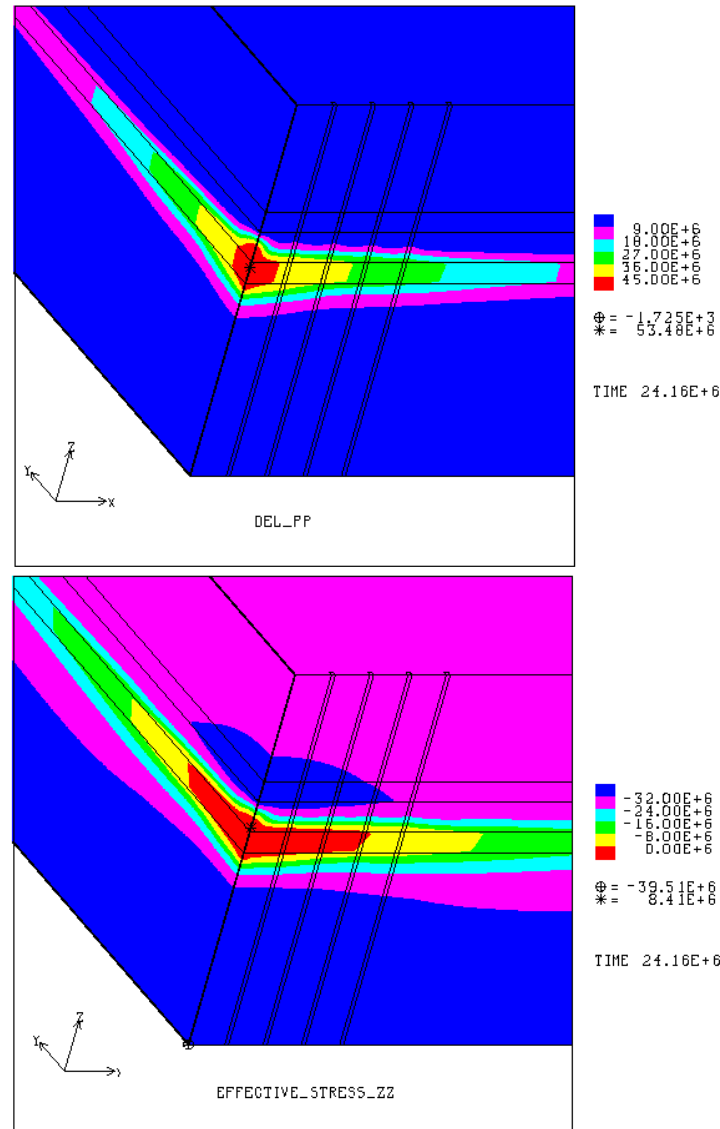 9.00E+6
18.00E+6
27.00E+6
36.00E+6
45.00E+6
⊕ = -1.725E+3
* = 53.48E+6
TIME 24.16E+6
Z
Y
X
DEL_PP
-32.00E+6
-24.00E+6
-16.00E+6
-8.00E+6
0.00E+6
⊕ = -39.51E+6
* = 8.41E+6
TIME 24.16E+6
Z
Y
EFFECTIVE_STRESS_ZZ